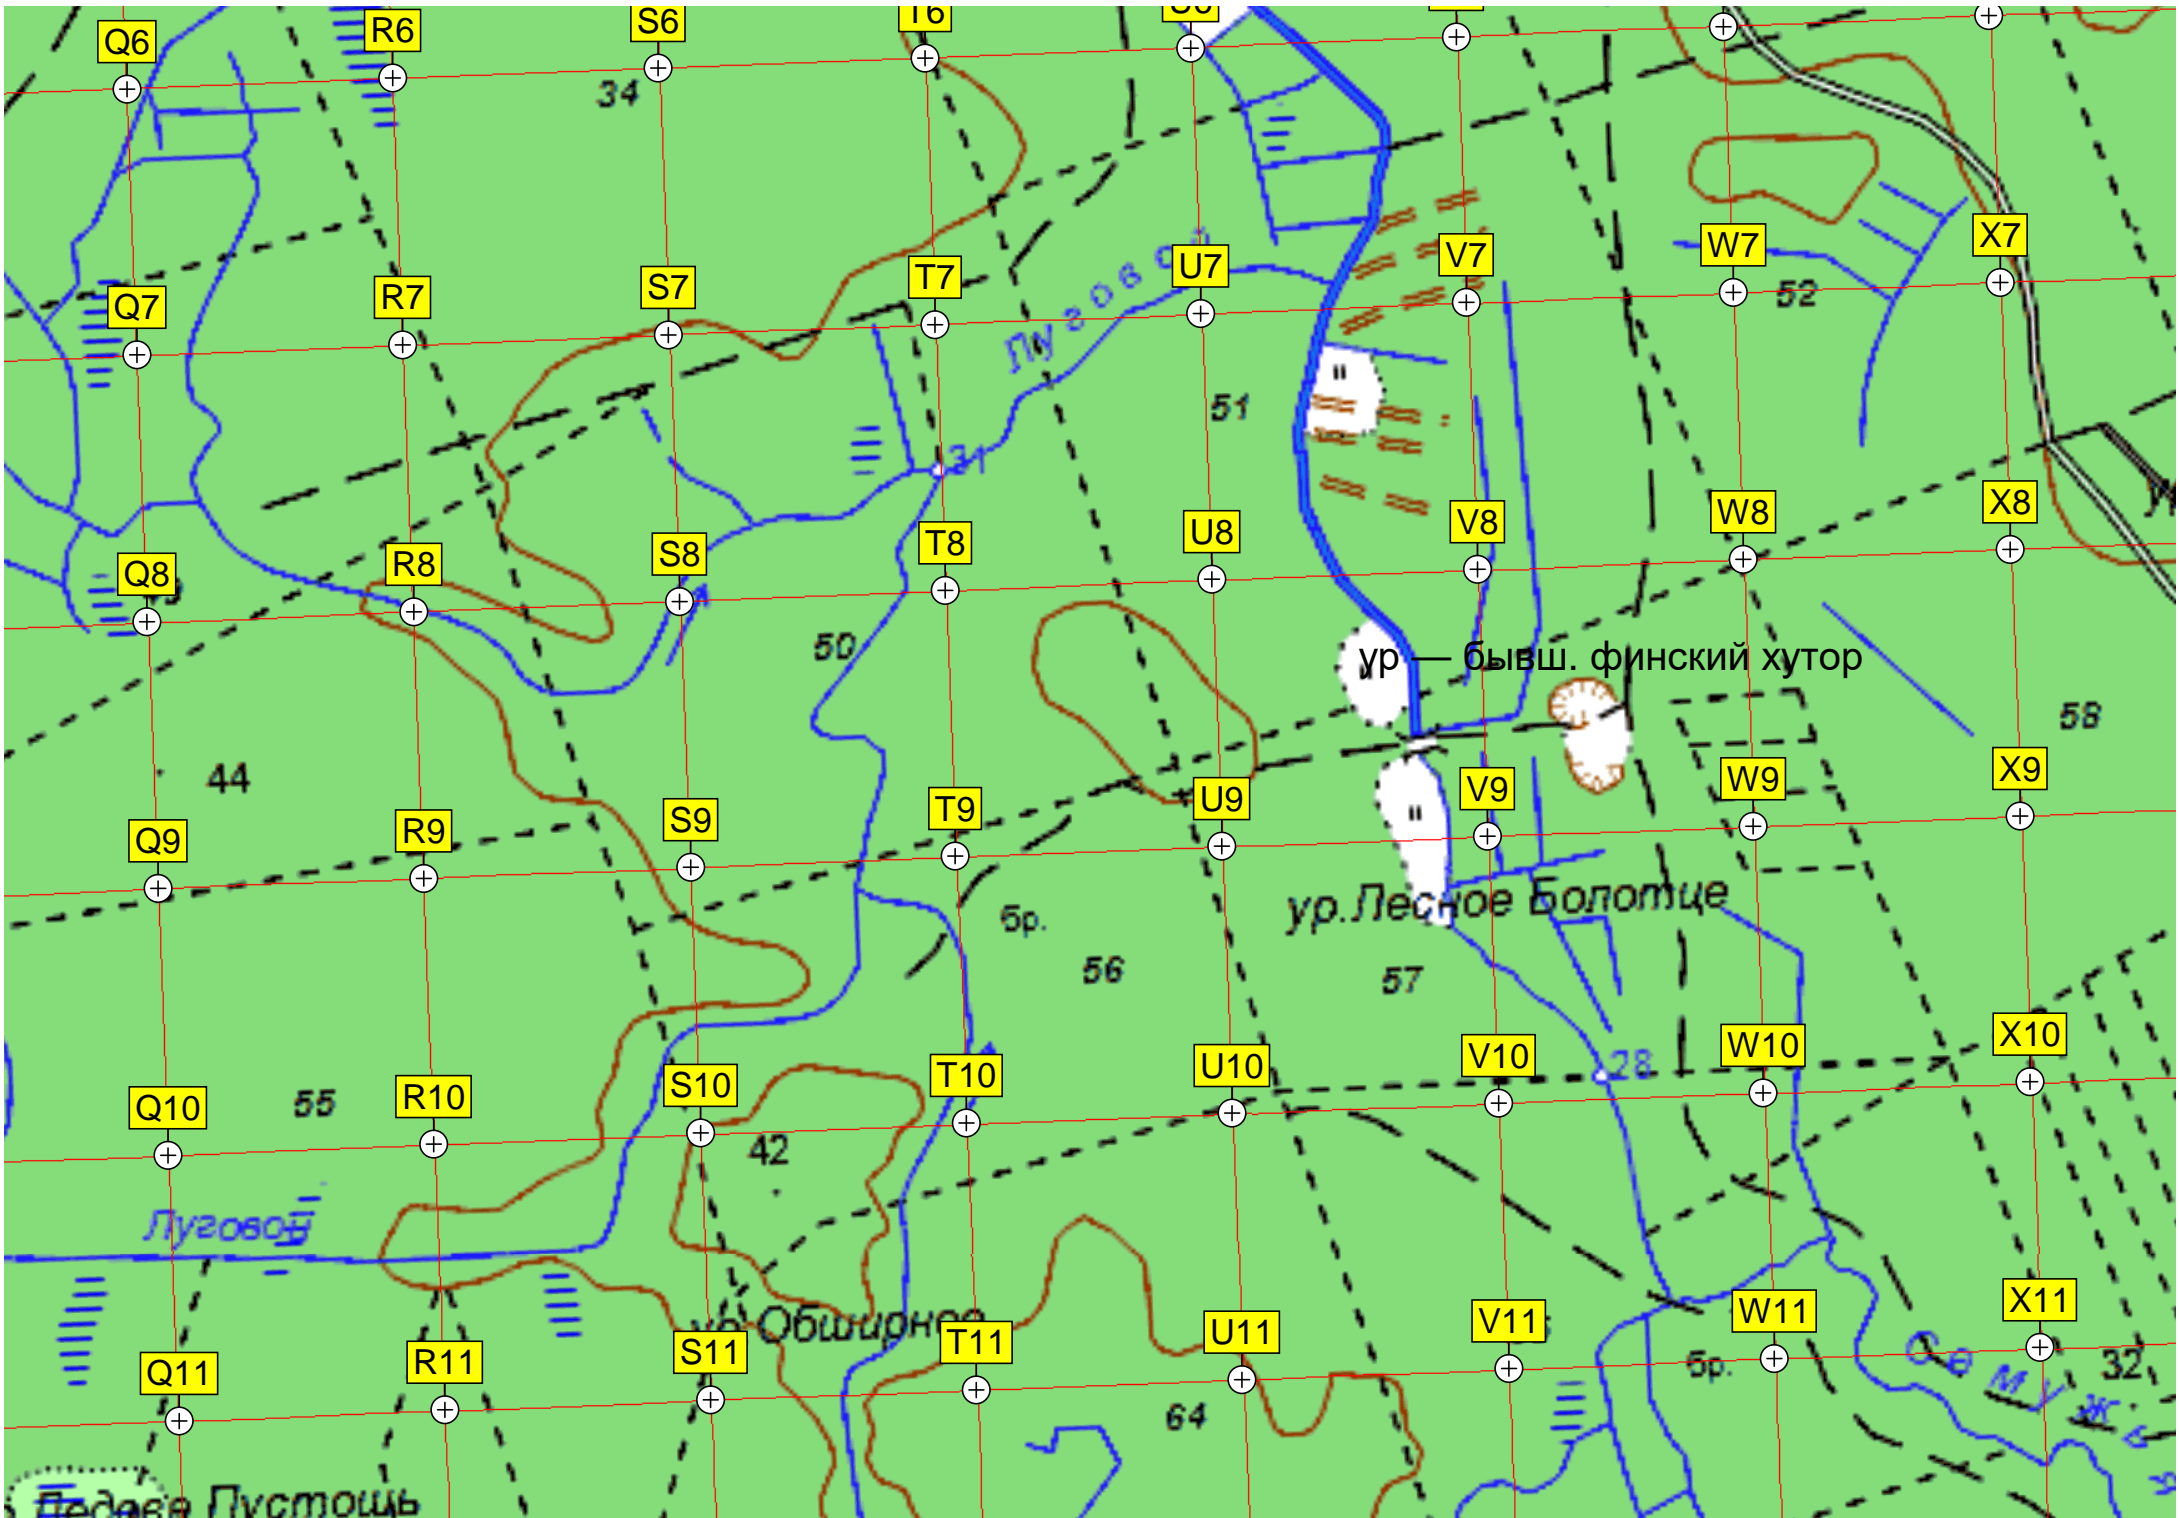 Q6
R6
S6
T6
34
Q7
R7
S7
T7
U7
V7
W7
X7
Луговой
52
51
31
Q8
R8
S8
T8
U8
V8
W8
X8
50
ур — бывш. финский хутор
58
44
Q9
R9
S9
T9
U9
V9
W9
X9
ур.Лесное Болотце
бр.
56
57
28
Q10
R10
S10
T10
U10
V10
W10
X10
55
42
Луговой
ур.Обширное
Q11
R11
S11
T11
U11
V11
W11
X11
бр.
32
64
Пустошь